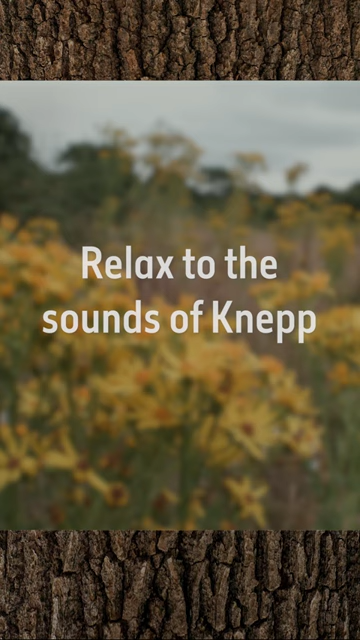 Relax to the
sounds of Knepp